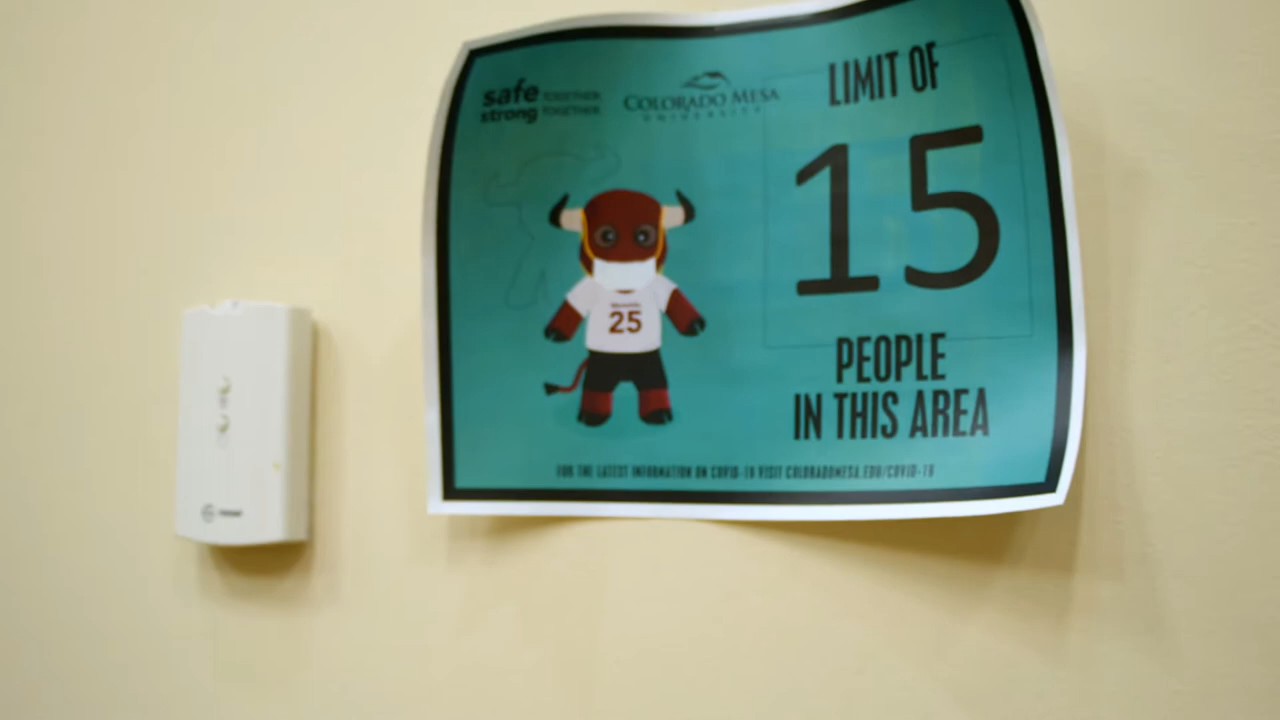 safe TOGETHER
strong TOGETHER
COLORADO MESA
UNIVERSITY
LIMIT OF
15
PEOPLE
IN THIS AREA
25
FOR THE LATEST INFORMATION ON COVID-19 VISIT COLORADOMESA.EDU/COVID-19